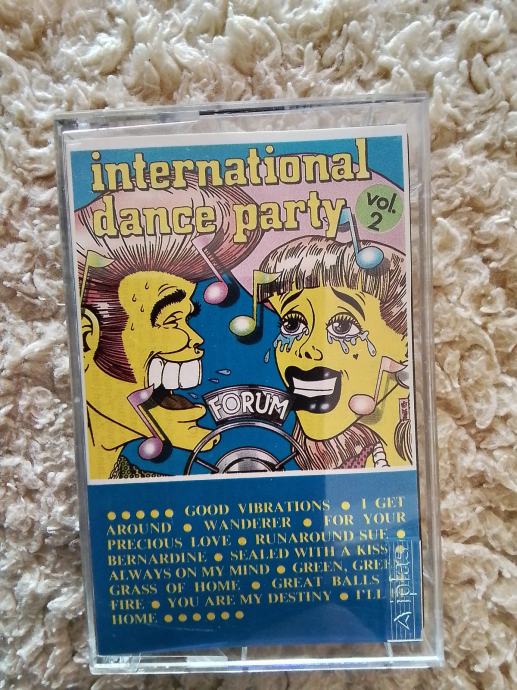 international
dance party
vol.
2
FORUM
GOOD VIBRATIONS ● I GET
AROUND ● WANDERER ● FOR YOUR
PRECIOUS LOVE ● RUNAROUND SUE ●
BERNARDINE ● SEALED WITH A KISS ●
ALWAYS ON MY MIND ● GREEN, GREEN
GRASS OF HOME ● GREAT BALLS
FIRE ● YOU ARE MY DESTINY ● I'LL
HOME